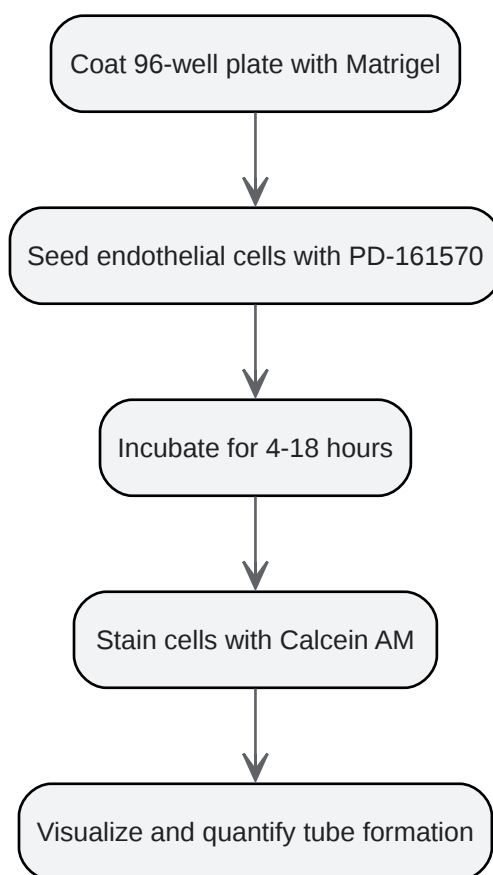 Coat 96-well plate with Matrigel
Seed endothelial cells with PD-161570
Incubate for 4-18 hours
Stain cells with Calcein AM
Visualize and quantify tube formation